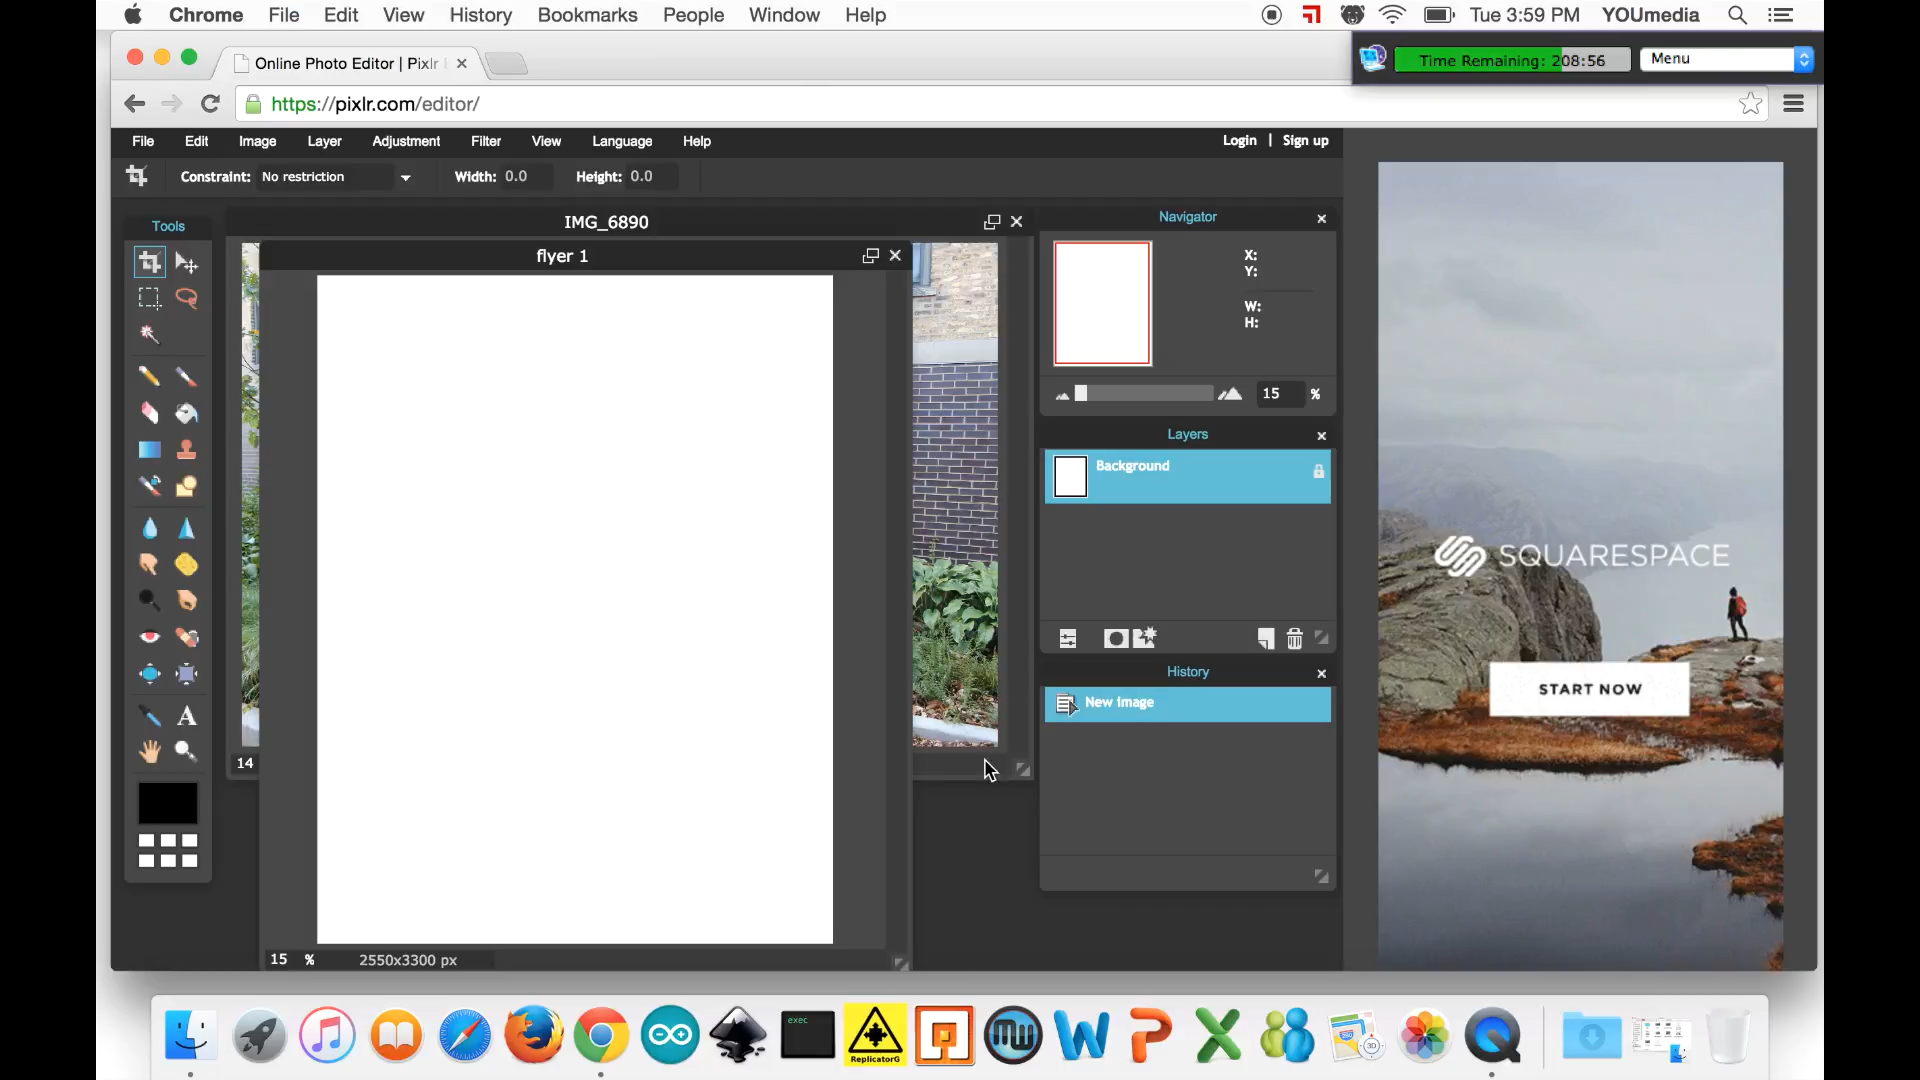 Chrome File Edit View History Bookmarks People Window Help Tue 3:59 PM YOUmedia
Online Photo Editor | Pixlr
Time Remaining: 208:56 Menu
https://pixlr.com/editor/
File Edit Image Layer Adjustment Filter View Language Help Login | Sign up
Constraint: No restriction Width: 0.0 Height: 0.0
Tools
IMG_6890
flyer 1
Navigator
X:
Y:
W:
H:
15 %
Layers
Background
History
New image
SQUARESPACE
START NOW
14
15 % 2550x3300 px
exec
ReplicatorG